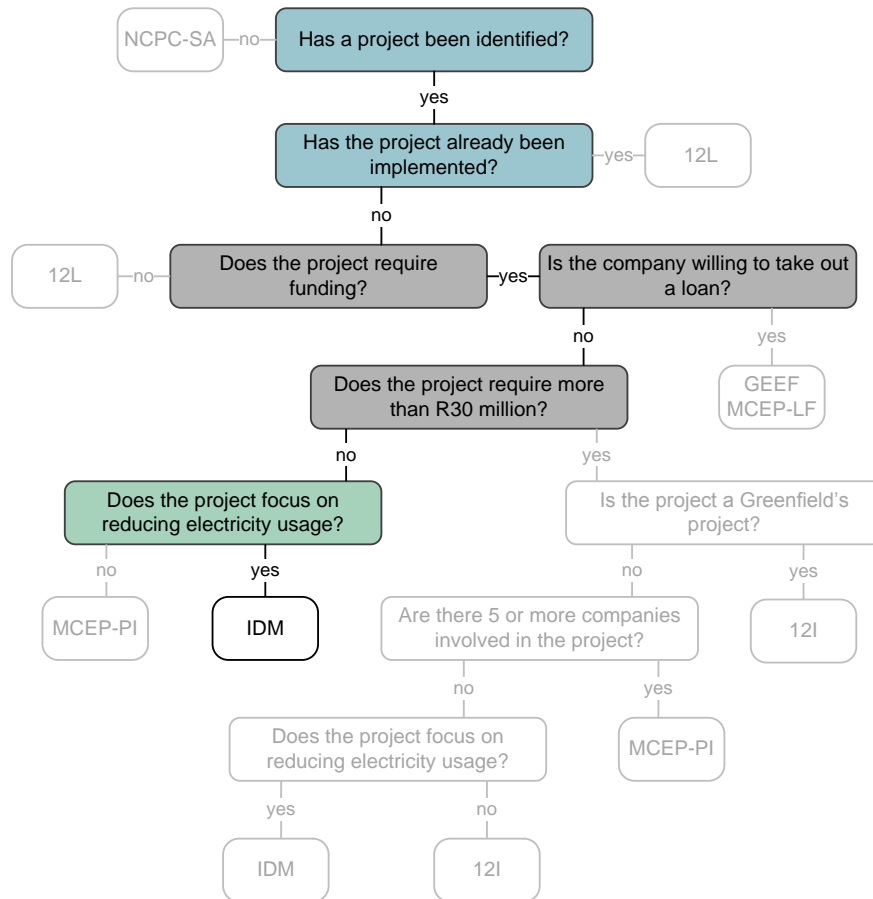 NCPC-SA
no
Has a project been identified?
yes
Has the project already been
implemented?
yes
12L
no
12L
no
Does the project require
funding?
yes
Is the company willing to take out
a loan?
no
yes
Does the project require more
than R30 million?
GEEF
MCEP-LF
no
yes
Does the project focus on
reducing electricity usage?
Is the project a Greenfield’s
project?
no
yes
no
yes
MCEP-PI
IDM
Are there 5 or more companies
involved in the project?
12I
no
yes
Does the project focus on
reducing electricity usage?
MCEP-PI
yes
no
IDM
12I